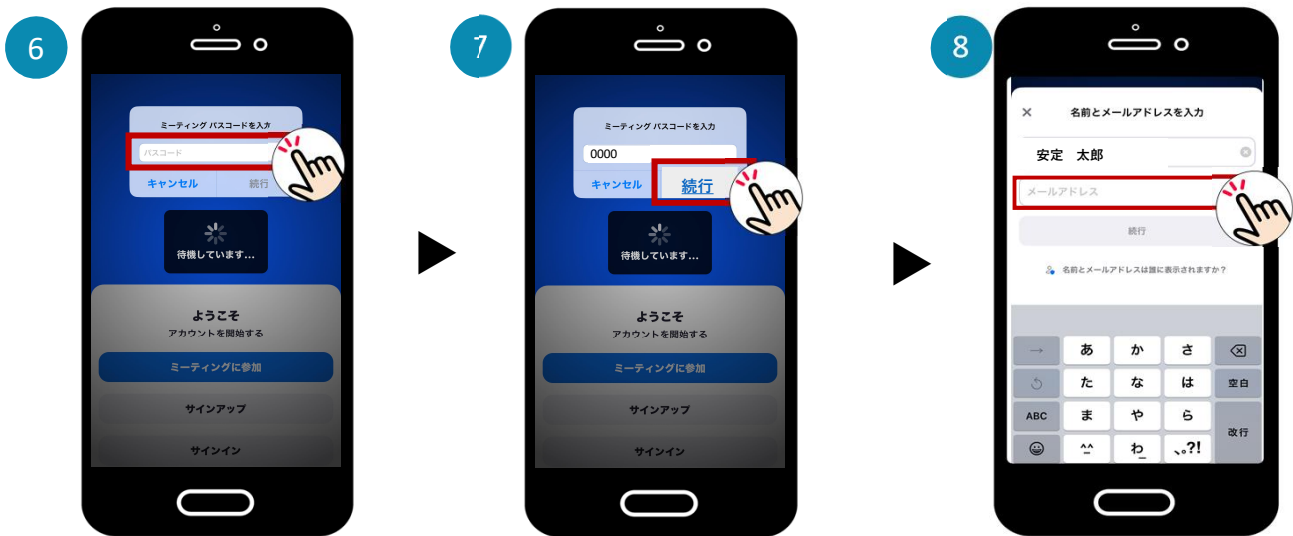 6
ミーティング パスコードを入力
パスコード
キャンセル 続行
待機しています...
ようこそ
アカウントを開始する
ミーティングに参加
サインアップ
サインイン
7
ミーティング パスコードを入力
0000
キャンセル 続行
待機しています...
ようこそ
アカウントを開始する
ミーティングに参加
サインアップ
サインイン
8
× 名前とメールアドレスを入力
安定 太郎
メールアドレス
続行
名前とメールアドレスは誰に表示されますか?
→ あ か さ
た な は 空白
ABC ま や ら
^^ わ 、。?! 改行